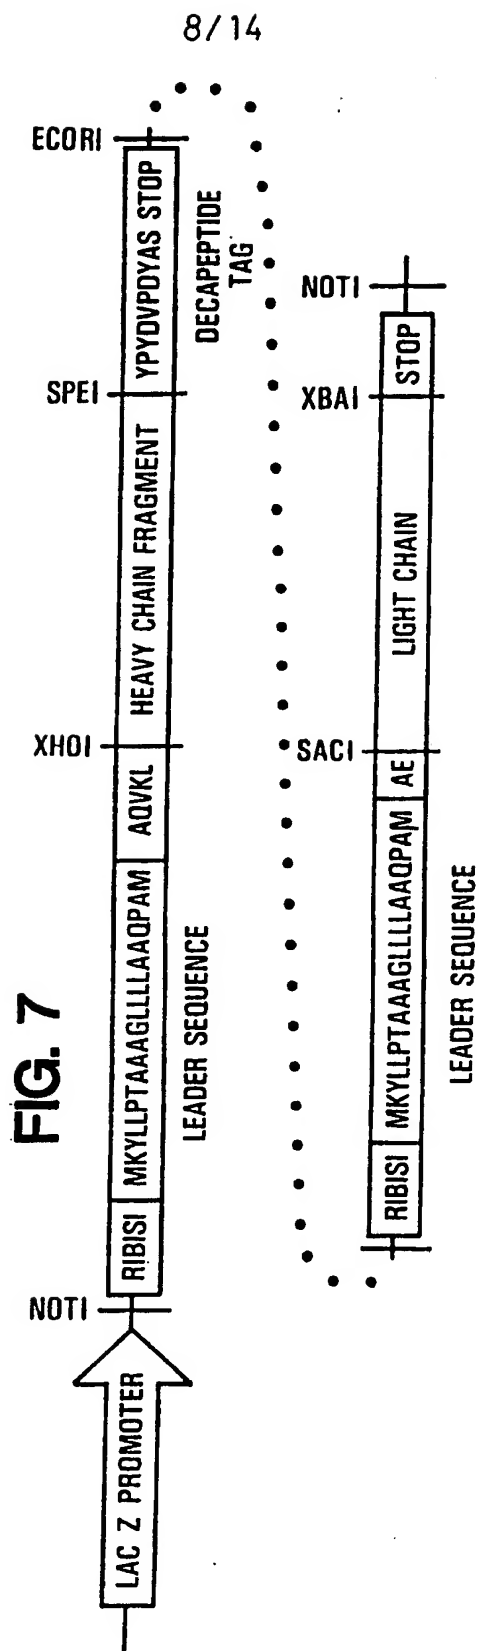 8/14
FIG. 7
LAC Z PROMOTER
NOTI
RIBISI
MKYLLPTAAAGLLLLAAQPAM
LEADER SEQUENCE
AQVKL
XHOI
HEAVY CHAIN FRAGMENT
SPEI
YPYDVPDYAS STOP
DECAPEPTIDE
TAG
ECORI
RIBISI
MKYLLPTAAAGLLLLAAQPAM
LEADER SEQUENCE
AE
SACI
LIGHT CHAIN
XBAI
STOP
NOTI